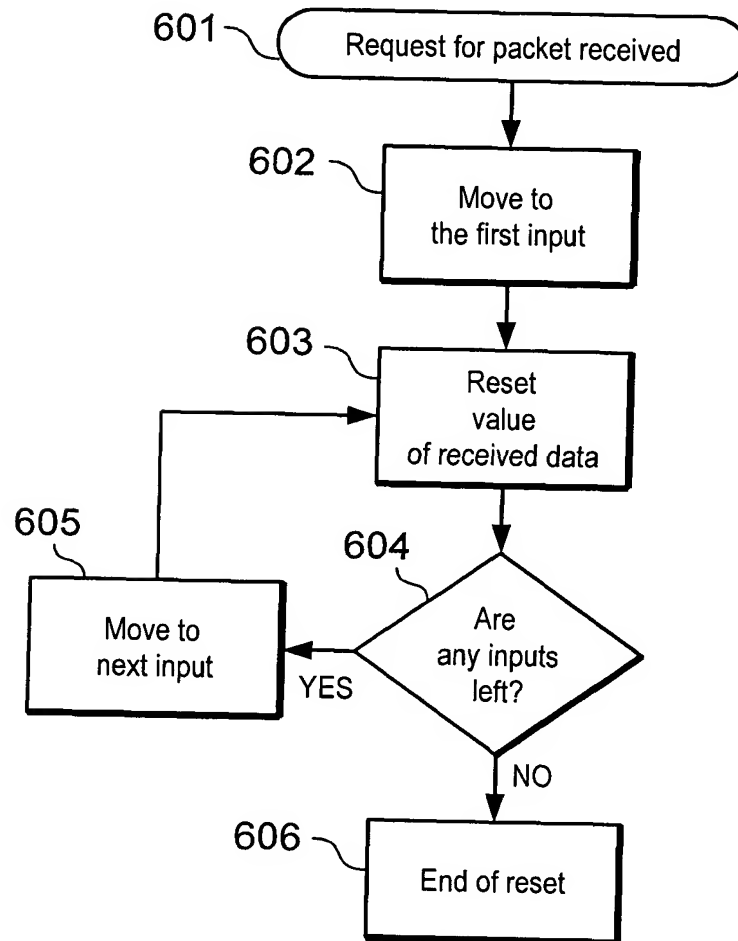 601
Request for packet received
602
Move to
the first input
603
Reset
value
of received data
605
604
Move to
next input
YES
Are
any inputs
left?
NO
606
End of reset